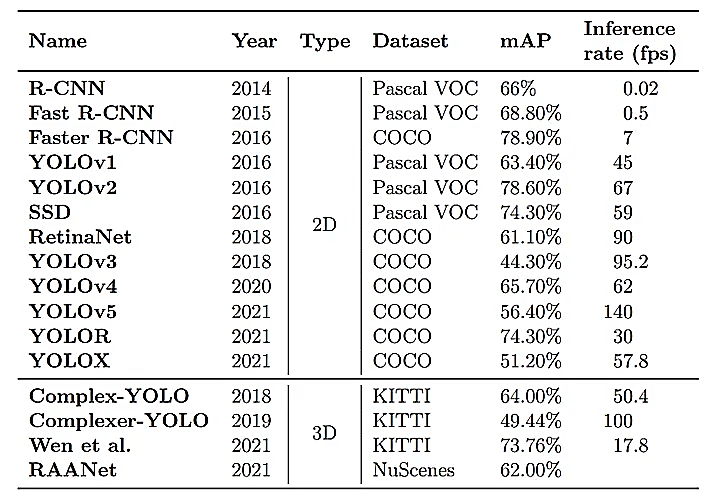 Name Year Type Dataset mAP Inference rate (fps)
R-CNN 2014 2D Pascal VOC 66% 0.02
Fast R-CNN 2015 Pascal VOC 68.80% 0.5
Faster R-CNN 2016 COCO 78.90% 7
YOLOv1 2016 Pascal VOC 63.40% 45
YOLOv2 2016 Pascal VOC 78.60% 67
SSD 2016 Pascal VOC 74.30% 59
RetinaNet 2018 COCO 61.10% 90
YOLOv3 2018 COCO 44.30% 95.2
YOLOv4 2020 COCO 65.70% 62
YOLOv5 2021 COCO 56.40% 140
YOLOR 2021 COCO 74.30% 30
YOLOX 2021 COCO 51.20% 57.8
Complex-YOLO 2018 3D KITTI 64.00% 50.4
Complexer-YOLO 2019 KITTI 49.44% 100
Wen et al. 2021 KITTI 73.76% 17.8
RAANet 2021 NuScenes 62.00%